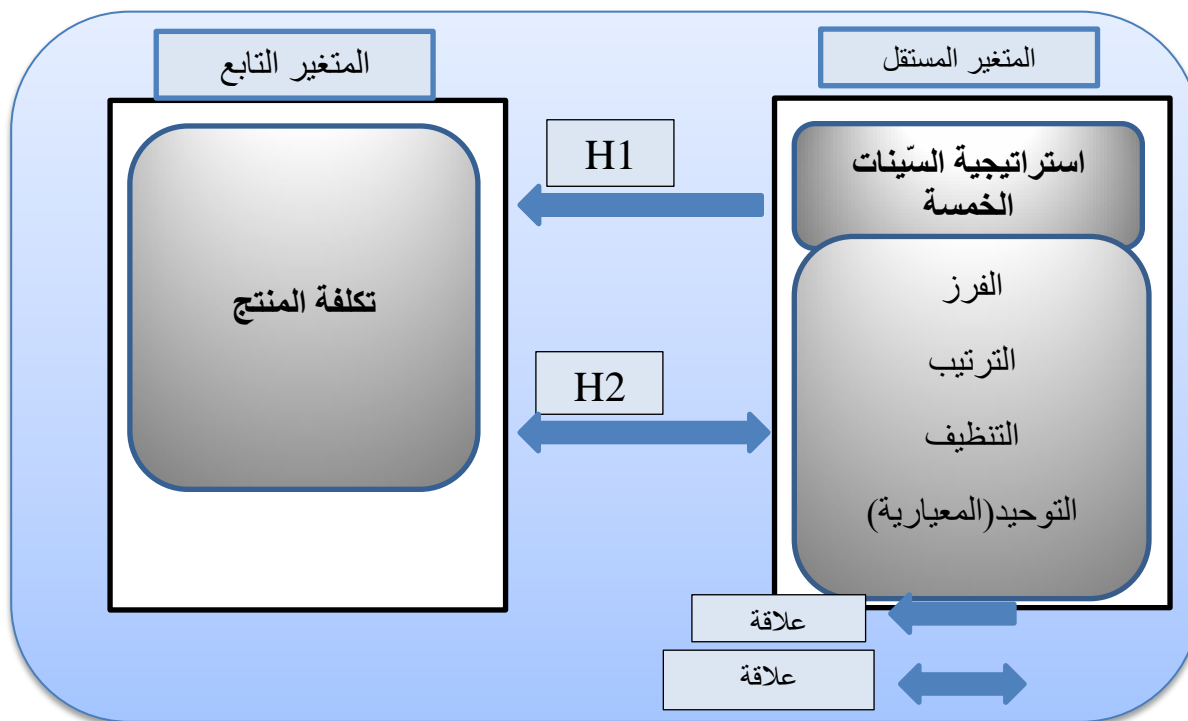 المتغير المستقل
المتغير التابع
استراتيجية السّينات
الخمسة
H1
الفرز
تكلفة المنتج
الترتيب
H2
التنظيف
التوحيد(المعيارية)
علاقة
علاقة